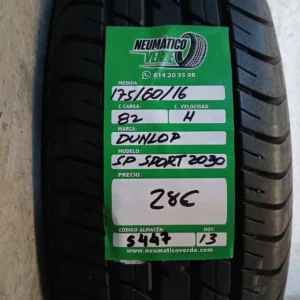 NEUMÁTICO
VERDE
614 20 35 98
MEDIDA:
175/60/16
C. CARGA: C. VELOCIDAD:
82 H
MARCA:
DUNLOP
MODELO:
SP SPORT 2030
PRECIO:
28€
CÓDIGO ALMACÉN: DOT:
S447 13
www.neumaticoverde.com